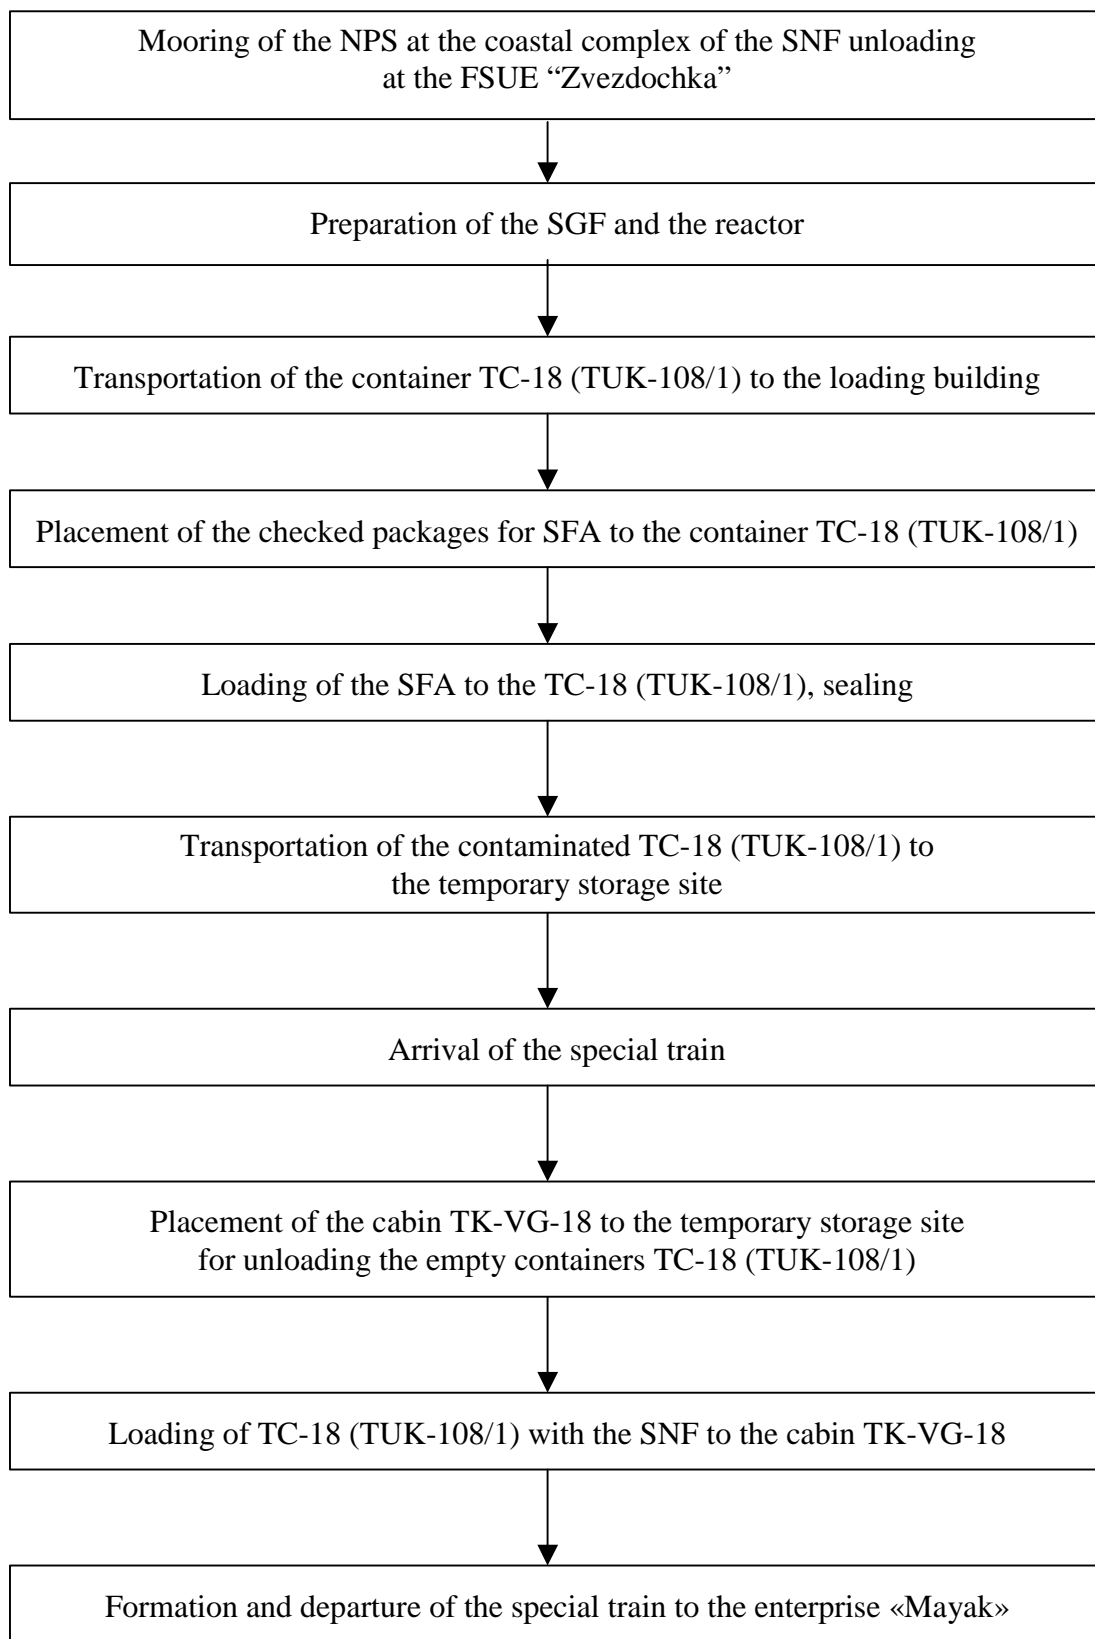 Mooring of the NPS at the coastal complex of the SNF unloading
at the FSUE “Zvezdochka”
Preparation of the SGF and the reactor
Transportation of the container TC-18 (TUK-108/1) to the loading building
Placement of the checked packages for SFA to the container TC-18 (TUK-108/1)
Loading of the SFA to the TC-18 (TUK-108/1), sealing
Transportation of the contaminated TC-18 (TUK-108/1) to
the temporary storage site
Arrival of the special train
Placement of the cabin TK-VG-18 to the temporary storage site
for unloading the empty containers TC-18 (TUK-108/1)
Loading of TC-18 (TUK-108/1) with the SNF to the cabin TK-VG-18
Formation and departure of the special train to the enterprise «Mayak»